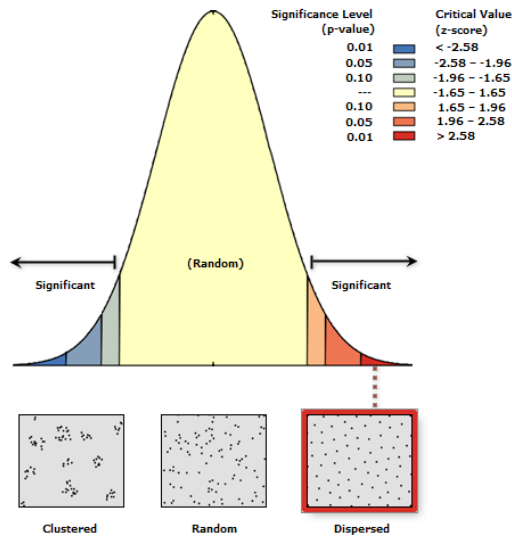 Significance Level Critical Value
(p-value) (z-score)
0.01 < -2.58
0.05 -2.58 – -1.96
0.10 -1.96 – -1.65
--- -1.65 – 1.65
0.10 1.65 – 1.96
0.05 1.96 – 2.58
0.01 > 2.58
(Random)
Significant Significant
Clustered Random Dispersed